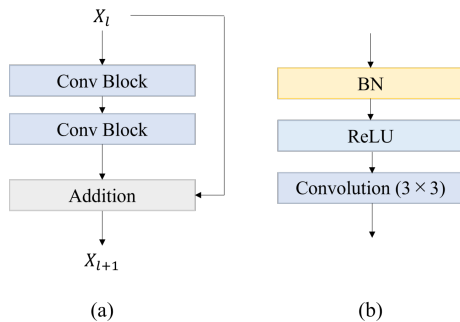 X_l
Conv Block
Conv Block
Addition
X_{l+1}
(a)
BN
ReLU
Convolution (3 × 3)
(b)